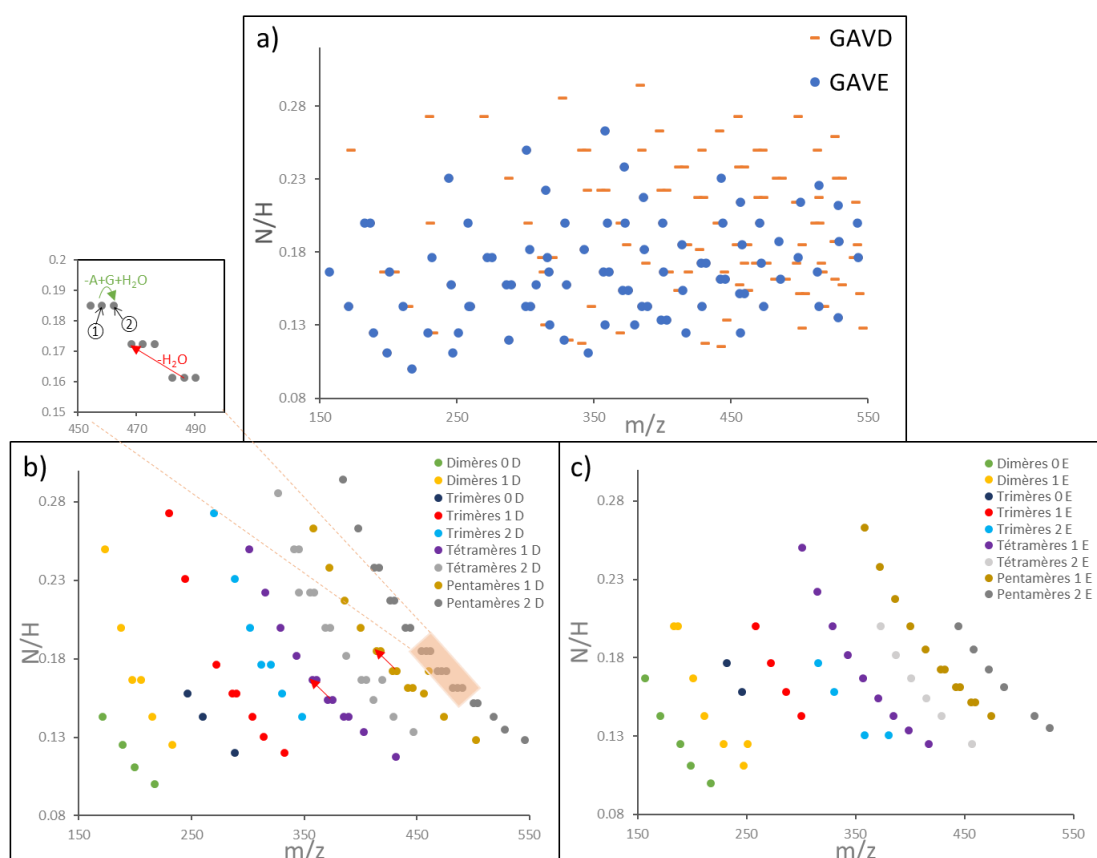 a)
GAVD
GAVE
N/H
0.28
0.23
0.18
0.13
0.08
150
250
350
450
550
m/z
0.2
0.19
0.18
0.17
0.16
0.15
450
470
490
-A+G+H2O
1
2
-H2O
b)
N/H
0.28
0.23
0.18
0.13
0.08
150
250
350
450
550
m/z
Dimères 0 D
Dimères 1 D
Trimères 0 D
Trimères 1 D
Trimères 2 D
Tétramères 1 D
Tétramères 2 D
Pentamères 1 D
Pentamères 2 D
c)
N/H
0.28
0.23
0.18
0.13
0.08
150
250
350
450
550
m/z
Dimères 0 E
Dimères 1 E
Trimères 0 E
Trimères 1 E
Trimères 2 E
Tétramères 1 E
Tétramères 2 E
Pentamères 1 E
Pentamères 2 E